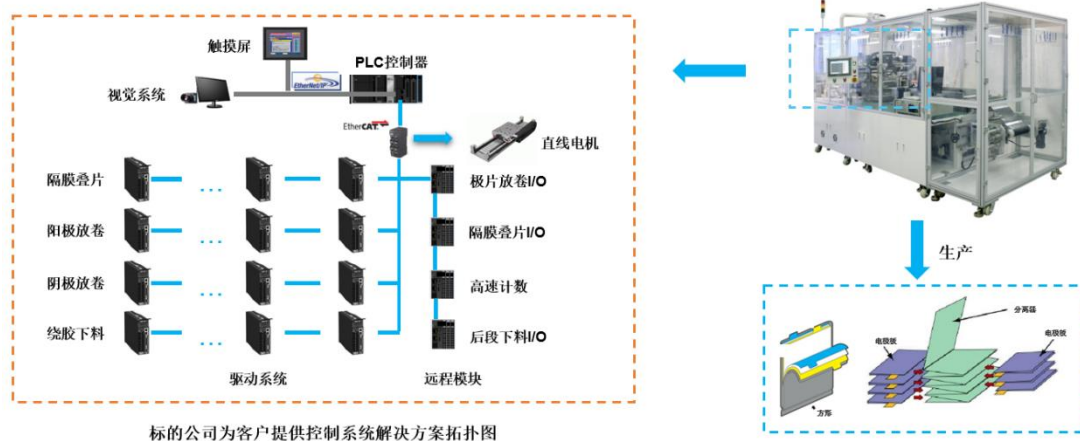 触摸屏
PLC控制器
EtherNet/IP
视觉系统
EtherCAT
直线电机
隔膜叠片
极片放卷I/O
阳极放卷
隔膜叠片I/O
阴极放卷
高速计数
绕胶下料
后段下料I/O
驱动系统
远程模块
标的公司为客户提供控制系统解决方案拓扑图
生产
分离器
电极板
电极板
方形